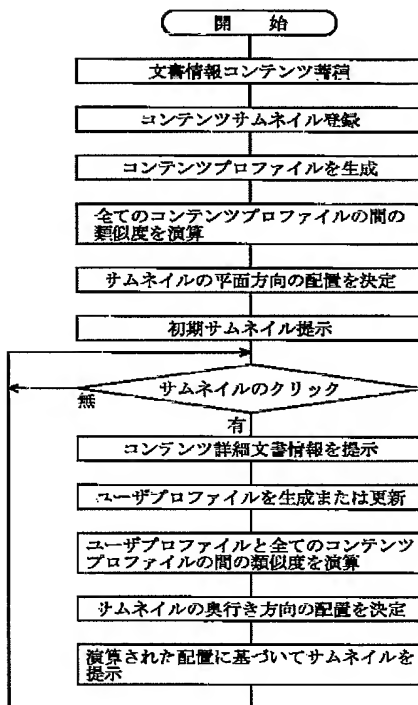 開 始
文書情報コンテンツ蓄積
コンテンツサムネイル登録
コンテンツプロファイルを生成
全てのコンテンツプロファイルの間の
類似度を演算
サムネイルの平面方向の配置を決定
初期サムネイル提示
サムネイルのクリック
無
有
コンテンツ詳細文書情報を提示
ユーザプロファイルを生成または更新
ユーザプロファイルと全てのコンテンツ
プロファイルの間の類似度を演算
サムネイルの奥行き方向の配置を決定
演算された配置に基づいてサムネイルを
提示